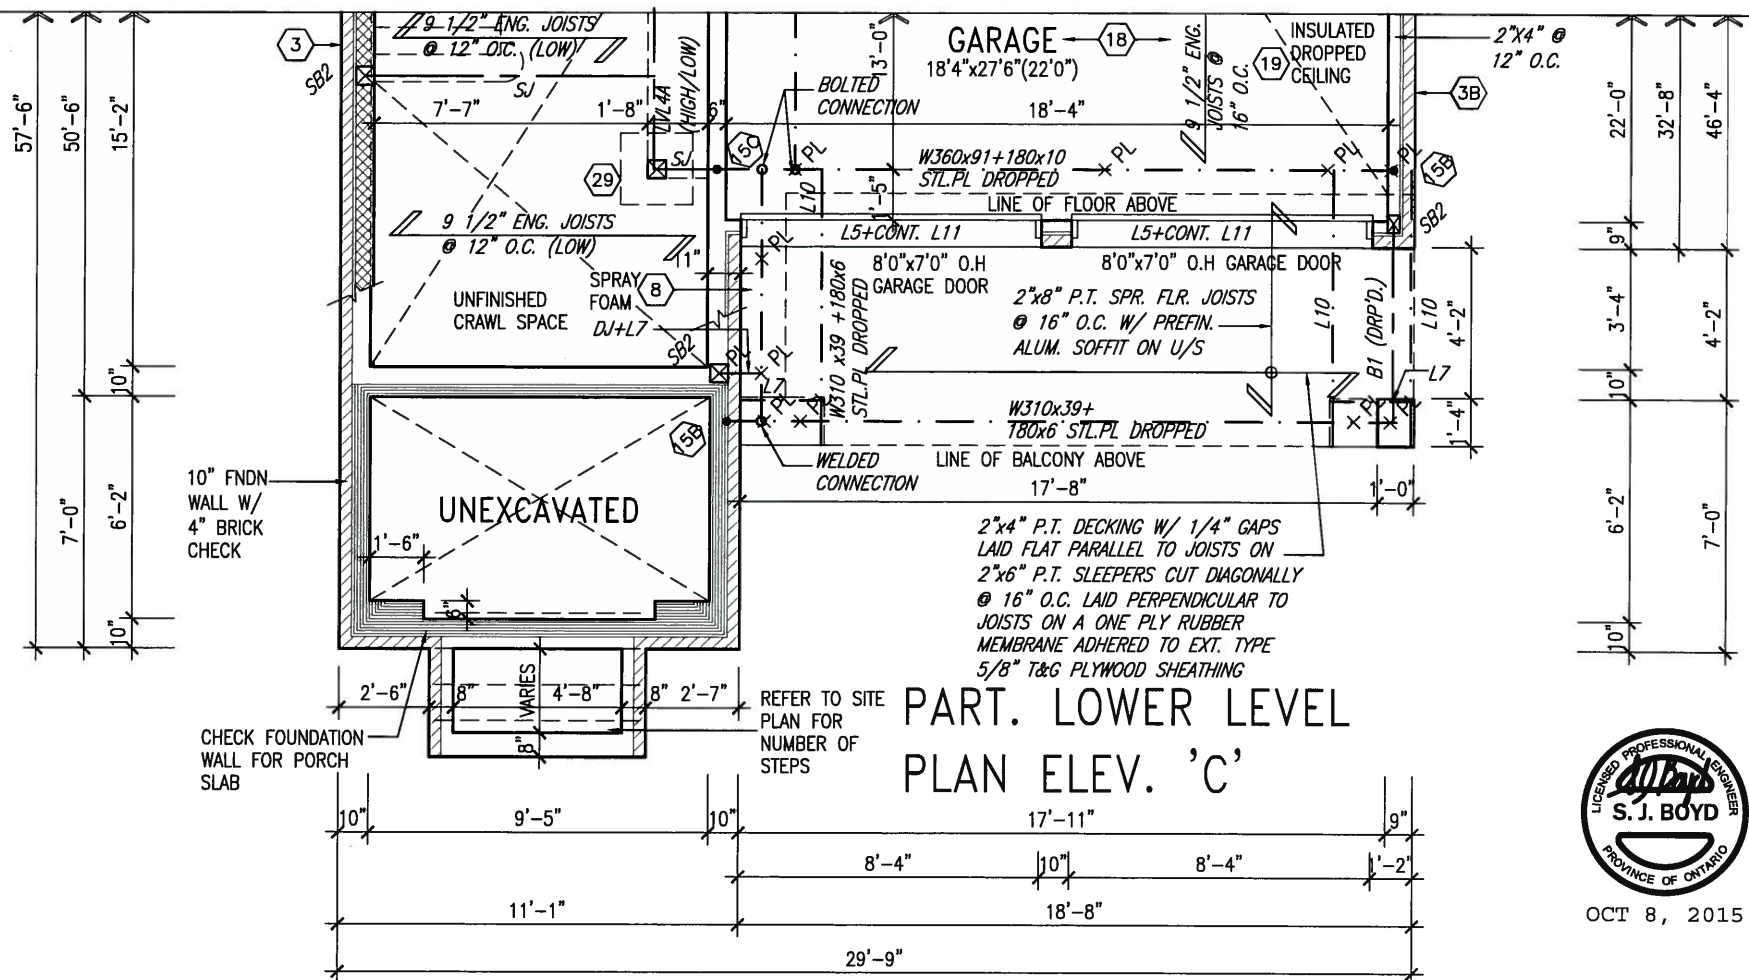 9 1/2" ENG. JOISTS
@ 12" O.C. (LOW)
GARAGE
18'4"x27'6"(22'0")
18
19
INSULATED
DROPPED
CEILING
2"X4" @
12" O.C.
3
3B
SB2
SJ
LVL4A
(HIGH/LOW)
13'-0"
9 1/2" ENG.
JOISTS @
16" O.C.
BOLTED
CONNECTION
7'-7"
1'-8"
6"
18'-4"
57'-6"
50'-6"
15'-2"
22'-0"
32'-8"
46'-4"
15C
SJ
29
PL
PL
PL
PL
15B
W360x91+180x10
STL.PL DROPPED
L10
1'-5"
LINE OF FLOOR ABOVE
SB2
9 1/2" ENG. JOISTS
@ 12" O.C. (LOW)
L5+CONT. L11
L5+CONT. L11
11"
PL
8'0"x7'0" O.H
GARAGE DOOR
8'0"x7'0" O.H GARAGE DOOR
9"
SPRAY
FOAM
8
UNFINISHED
CRAWL SPACE
DJ+L7
SB2
PL
PL
L7
W310 x39 +180x6
STL.PL DROPPED
2"x8" P.T. SPR. FLR. JOISTS
@ 16" O.C. W/ PREFIN.
ALUM. SOFFIT ON U/S
L10
B1 (DRP'D.)
L10
4'-2"
L7
3'-4"
4'-2"
10"
10"
PL
PL
PL
PL
W310x39+
180x6 STL.PL DROPPED
1'-4"
15B
WELDED
CONNECTION
LINE OF BALCONY ABOVE
17'-8"
1'-0"
10" FNDN
WALL W/
4" BRICK
CHECK
7'-0"
6'-2"
UNEXCAVATED
1'-6"
6"
6'-2"
7'-0"
2"x4" P.T. DECKING W/ 1/4" GAPS
LAID FLAT PARALLEL TO JOISTS ON
2"x6" P.T. SLEEPERS CUT DIAGONALLY
@ 16" O.C. LAID PERPENDICULAR TO
JOISTS ON A ONE PLY RUBBER
MEMBRANE ADHERED TO EXT. TYPE
5/8" T&G PLYWOOD SHEATHING
10"
10"
2'-6"
8"
VARIES
4'-8"
8"
2'-7"
8"
REFER TO SITE
PLAN FOR
NUMBER OF
STEPS
CHECK FOUNDATION
WALL FOR PORCH
SLAB
PART. LOWER LEVEL
PLAN ELEV. 'C'
10"
9'-5"
10"
17'-11"
9"
8'-4"
10"
8'-4"
1'-2"
11'-1"
18'-8"
29'-9"
LICENSED PROFESSIONAL ENGINEER
S. J. BOYD
PROVINCE OF ONTARIO
OCT 8, 2015